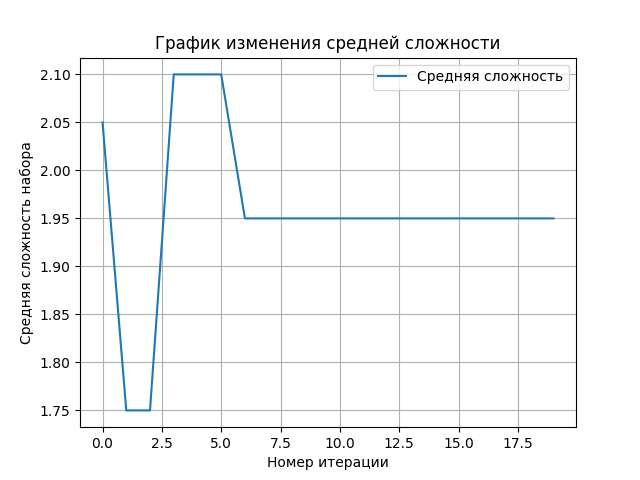 График изменения средней сложности
Средняя сложность
2.10
2.05
2.00
1.95
1.90
1.85
1.80
1.75
Средняя сложность набора
0.0 2.5 5.0 7.5 10.0 12.5 15.0 17.5
Номер итерации